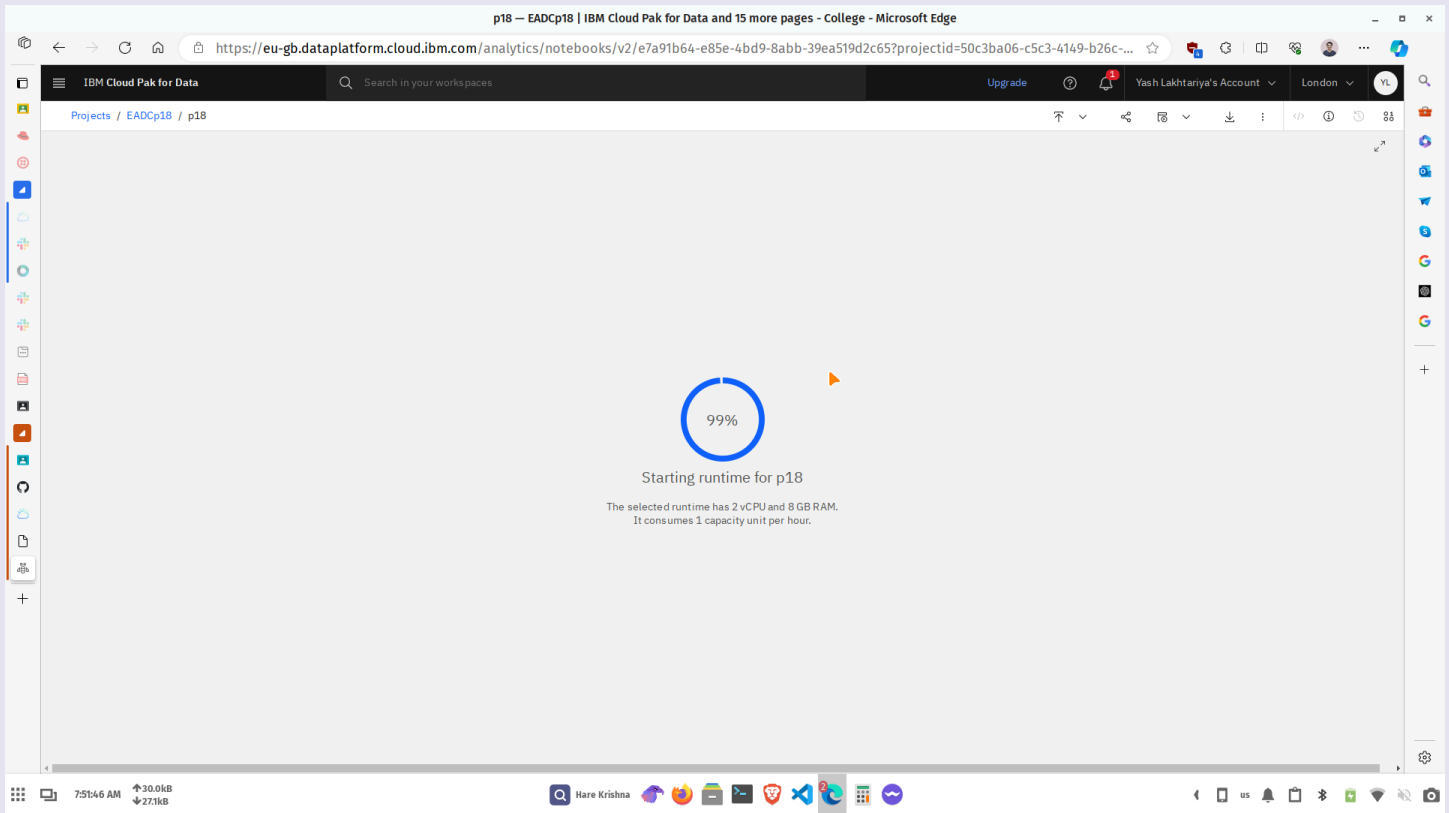 p18 — EADCp18 | IBM Cloud Pak for Data and 15 more pages - College - Microsoft Edge
https://eu-gb.dataplatform.cloud.ibm.com/analytics/notebooks/v2/e7a91b64-e85e-4bd9-8abb-39ea519d2c65?projectid=50c3ba06-c5c3-4149-b26c-...
IBM Cloud Pak for Data
Search in your workspaces
Upgrade
1
Yash Lakhtariya's Account
London
YL
Projects / EADCp18 / p18
99%
Starting runtime for p18
The selected runtime has 2 vCPU and 8 GB RAM.
It consumes 1 capacity unit per hour.
7:51:46 AM
30.0kB
27.1kB
Hare Krishna
2
us